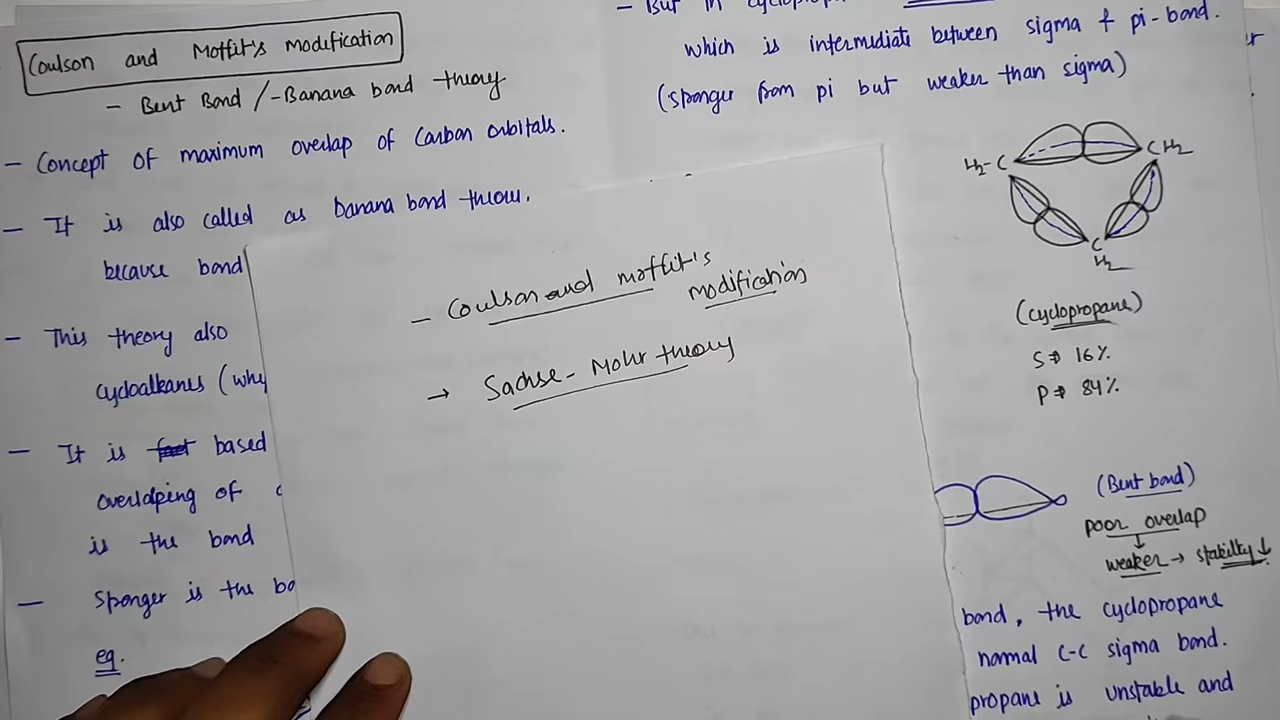 Coulson and Moffit's modification
- Bent Bond /-Banana bond theory
- Concept of maximum overlap of Carbon orbitals.
- It is also called as banana bond theory.
because bond
- This theory also
cycloalkanes (why
- It is based
overlaping of
is the bond
- Stronger is the bo
eg.
- But in
which is intermediate between sigma & pi-bond.
(stronger from pi but weaker than sigma)
H2-C CH2
C
H2
(cyclopropane)
S⇒ 16%
P⇒ 84%
(Bent bond)
poor overlap
↓
weaker → stability↓
bond, the cyclopropane
normal C-C sigma bond.
propane is unstable and
- Coulson and moffit's
modification
→ Sachse - Mohr theory